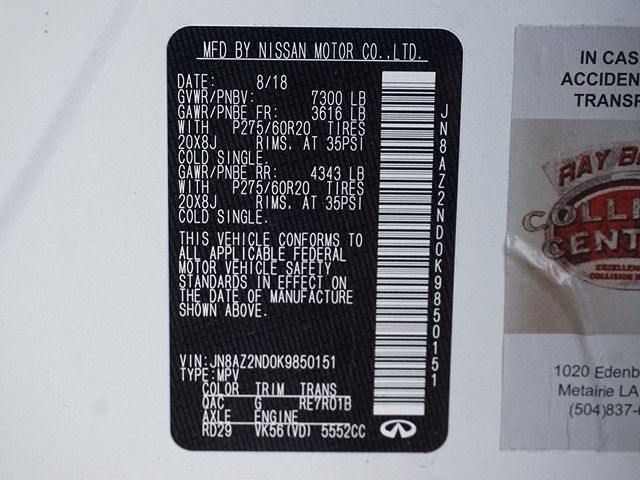 MFD BY NISSAN MOTOR CO.,LTD.
DATE: 8/18
GVWR/PNBV: 7300 LB
GAWR/PNBE FR: 3616 LB
WITH P275/60R20 TIRES
20X8J RIMS. AT 35PSI
COLD SINGLE.
GAWR/PNBE RR: 4343 LB
WITH P275/60R20 TIRES
20X8J RIMS. AT 35PSI
COLD SINGLE.
THIS VEHICLE CONFORMS TO
ALL APPLICABLE FEDERAL
MOTOR VEHICLE SAFETY
STANDARDS IN EFFECT ON
THE DATE OF MANUFACTURE
SHOWN ABOVE.
VIN:JN8AZ2ND0K9850151
TYPE:MPV
COLOR TRIM TRANS
QAC G RE7R01B
AXLE ENGINE
RD29 VK56(VD) 5552CC
JN8AZ2ND0K9850151
IN CAS
ACCIDEN
TRANSP
RAY B
COLLI
CENT
EXCELLE
COLLISION
1020 Edenb
Metairie LA
(504)837-